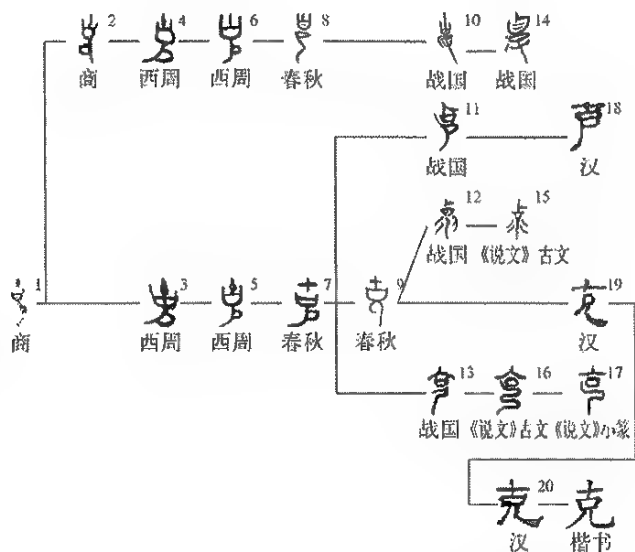 2 4 6 8 10 14
商 西周 西周 春秋 战国 战国
11 18
战国 汉
12 15
战国 《说文》古文
1 3 5 7 9 19
商 西周 西周 春秋 春秋 汉
13 16 17
战国 《说文》古文 《说文》小篆
克 20 克
汉 楷书